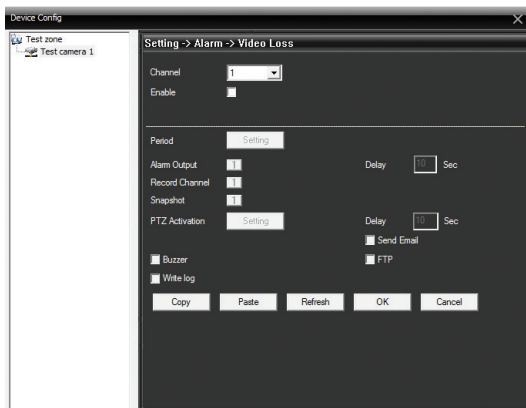 Device Config
Test zone
Test camera 1
Setting -> Alarm -> Video Loss
Channel 1
Enable
Period Setting
Alarm Output 1 Delay 10 Sec
Record Channel 1
Snapshot 1
PTZ Activation Setting Delay 10 Sec
Send Email
Buzzer FTP
Write log
Copy Paste Refresh OK Cancel